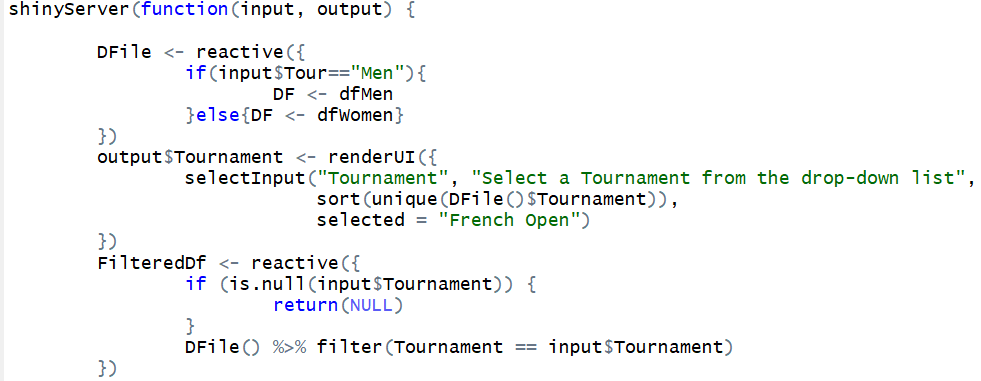 shinyServer(function(input, output) {
DFile <- reactive({
if(input$Tour=="Men"){
DF <- dfMen
}else{DF <- dfWomen}
})
output$Tournament <- renderUI({
selectInput("Tournament", "Select a Tournament from the drop-down list",
sort(unique(DFile()$Tournament)),
selected = "French Open")
})
FilteredDf <- reactive({
if (is.null(input$Tournament)) {
return(NULL)
}
DFile() %>% filter(Tournament == input$Tournament)
})